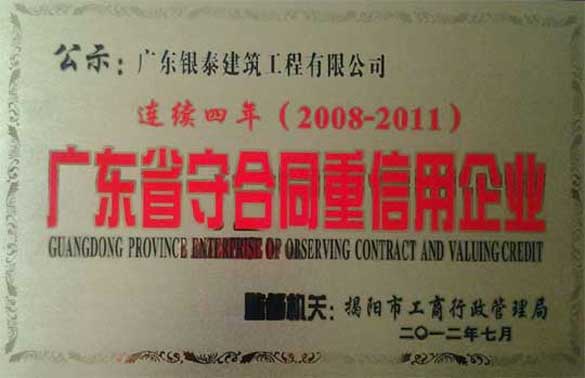 公示：广东银泰建筑工程有限公司
连续四年（2008-2011）
广东省守合同重信用企业
GUANGDONG PROVINCE ENTERPRISE OF OBSERVING CONTRACT AND VALUING CREDIT
机关：揭阳市工商行政管理局
二〇一二年七月